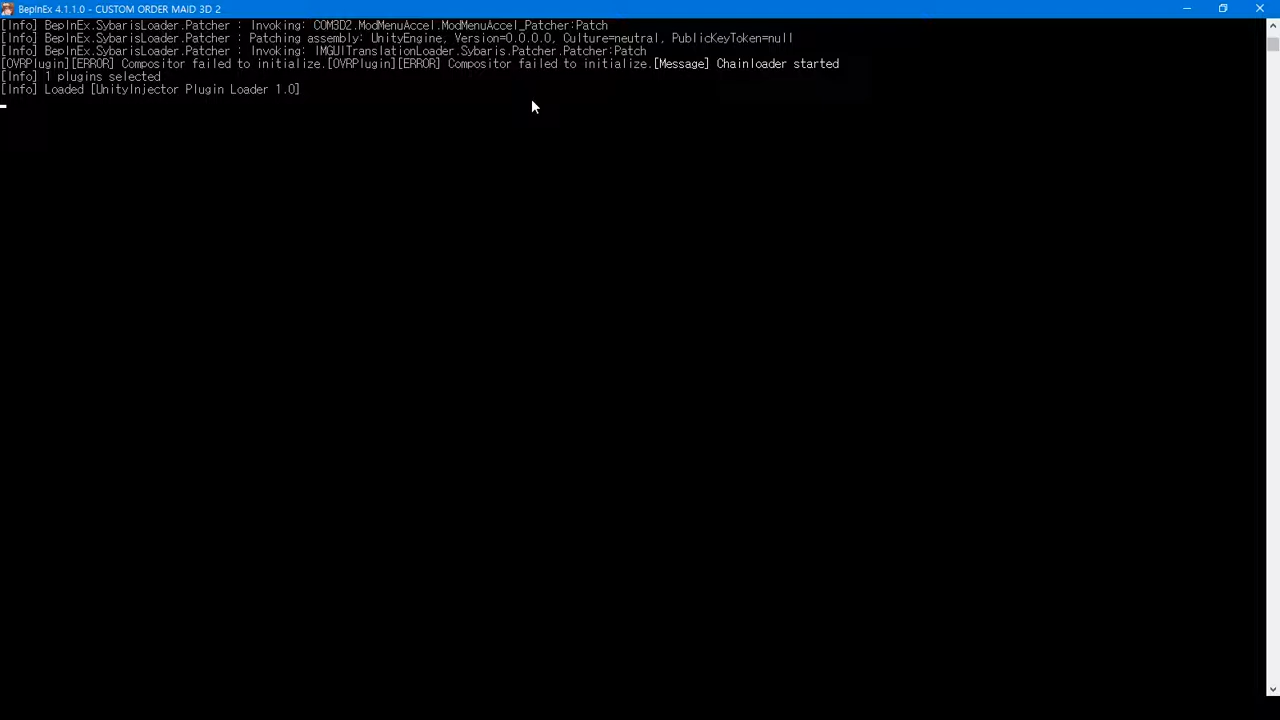 BepInEx 4.1.1.0 - CUSTOM ORDER MAID 3D 2
[Info] BepInEx.SybarisLoader.Patcher : Invoking: COM3D2.ModMenuAccel.ModMenuAccel_Patcher:Patch
[Info] BepInEx.SybarisLoader.Patcher : Patching assembly: UnityEngine, Version=0.0.0.0, Culture=neutral, PublicKeyToken=null
[Info] BepInEx.SybarisLoader.Patcher : Invoking: IMGUITranslationLoader.Sybaris.Patcher.Patcher:Patch
[OVRPlugin][ERROR] Compositor failed to initialize.[OVRPlugin][ERROR] Compositor failed to initialize.[Message] Chainloader started
[Info] 1 plugins selected
[Info] Loaded [UnityInjector Plugin Loader 1.0]